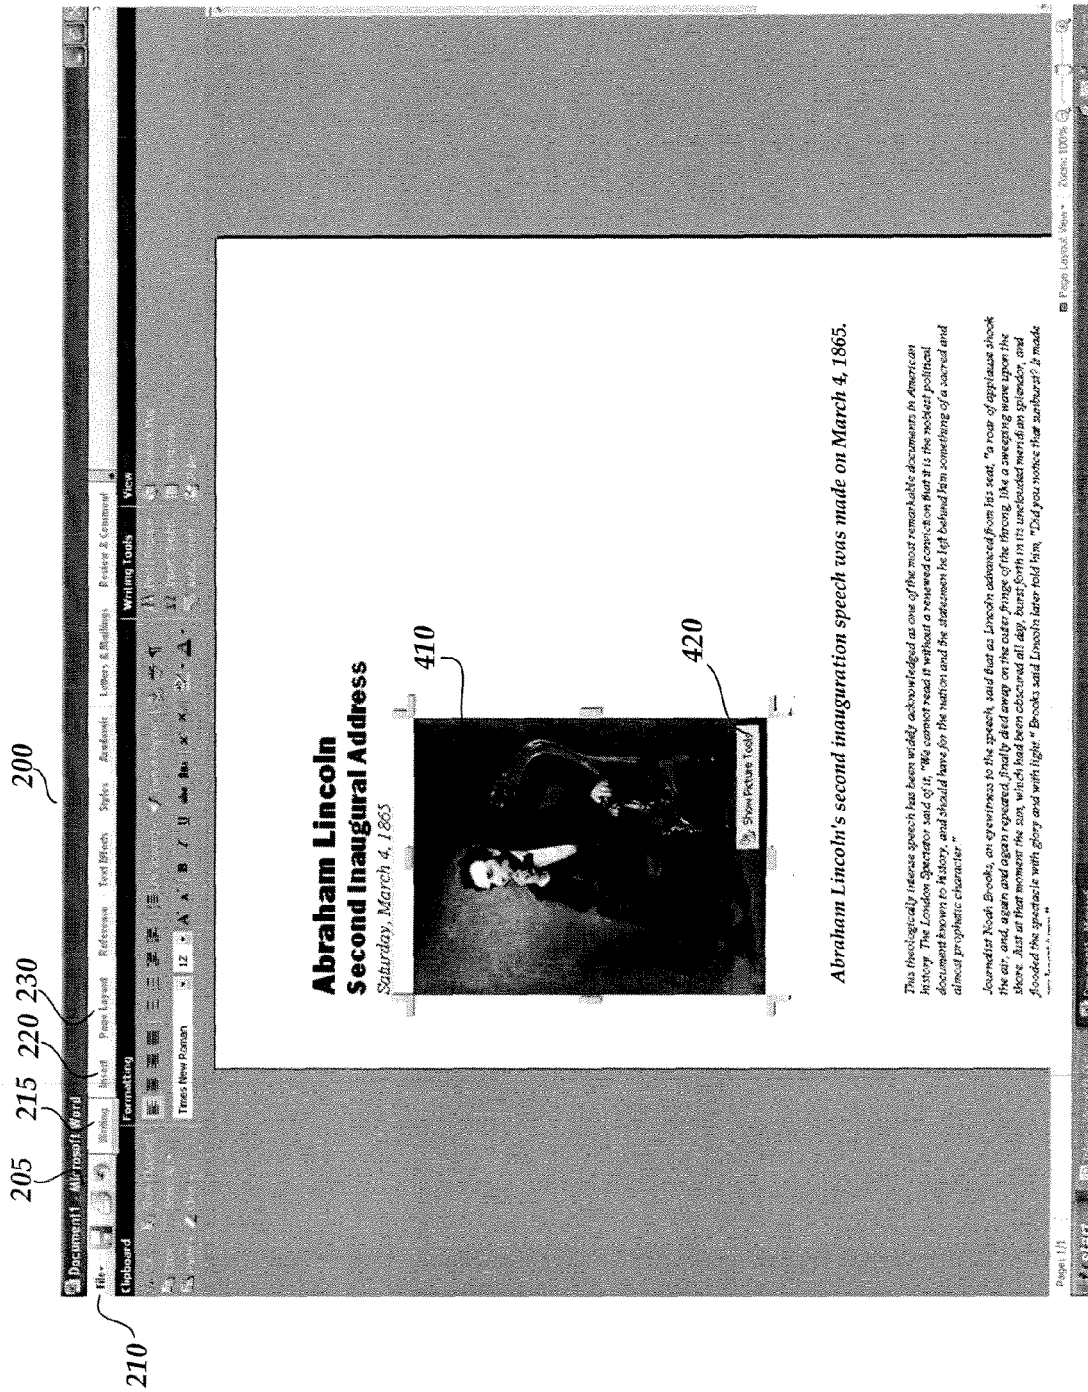 200
205
215
220
230
210
Document1 - Microsoft Word
File
Writing
Insert
Page Layout
Reference
Text Effects
Styles
Academic
Letters & Mailings
Review & Comment
Clipboard
Formatting
Writing Tools
View
Times New Roman
12
Abraham Lincoln
Second Inaugural Address
Saturday, March 4, 1865
410
Show Picture Tools
420
Abraham Lincoln's second inauguration speech was made on March 4, 1865.
This theologically intense speech has been widely acknowledged as one of the most remarkable documents in American
history. The London Spectator said of it, "We cannot read it without a renewed conviction that it is the noblest political
document known to history, and should have for the nation and the statesmen he left behind him something of a sacred and
almost prophetic character."
Journalist Noah Brooks, an eyewitness to the speech, said that as Lincoln advanced from his seat, "a roar of applause shook
the air, and, again and again repeated, finally died away on the outer fringe of the throng, like a sweeping wave upon the
shore. Just at that moment the sun, which had been obscured all day, burst forth in its unclouded meridian splendor, and
flooded the spectacle with glory and with light." Brooks said Lincoln later told him, "Did you notice that sunburst? It made
Page: 1/1
Page Layout View
Zoom: 100%